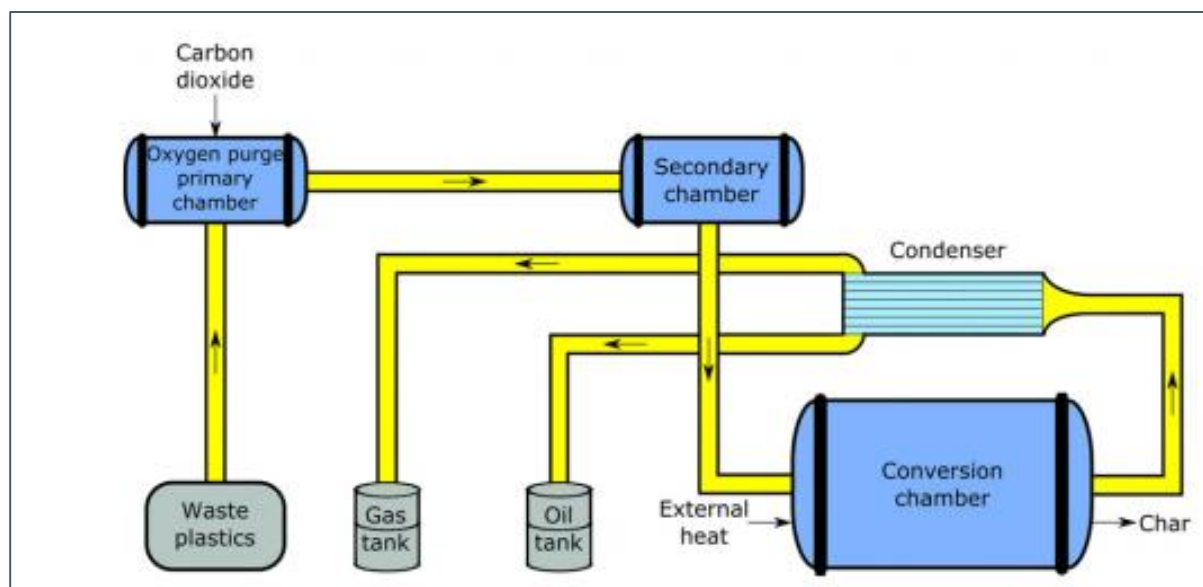 Carbon
dioxide
Oxygen purge
primary
chamber
Secondary
chamber
Condenser
Waste
plastics
Gas
tank
Oil
tank
External
heat
Conversion
chamber
Char